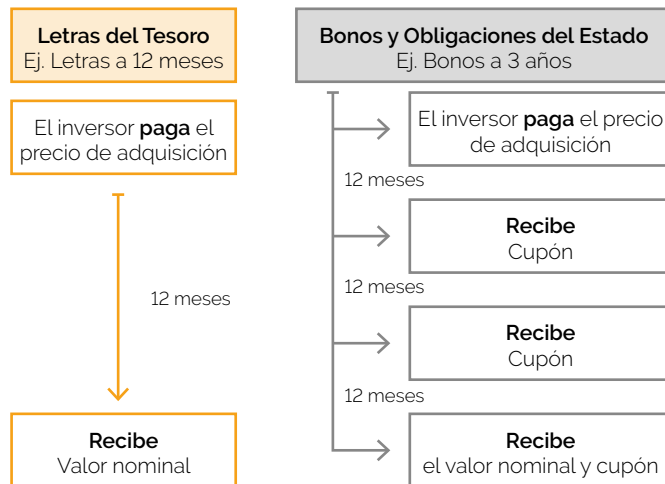 Letras del Tesoro
Ej. Letras a 12 meses
El inversor paga el
precio de adquisición
12 meses
Recibe
Valor nominal
Bonos y Obligaciones del Estado
Ej. Bonos a 3 años
El inversor paga el precio
de adquisición
12 meses
Recibe
Cupón
12 meses
Recibe
Cupón
12 meses
Recibe
el valor nominal y cupón